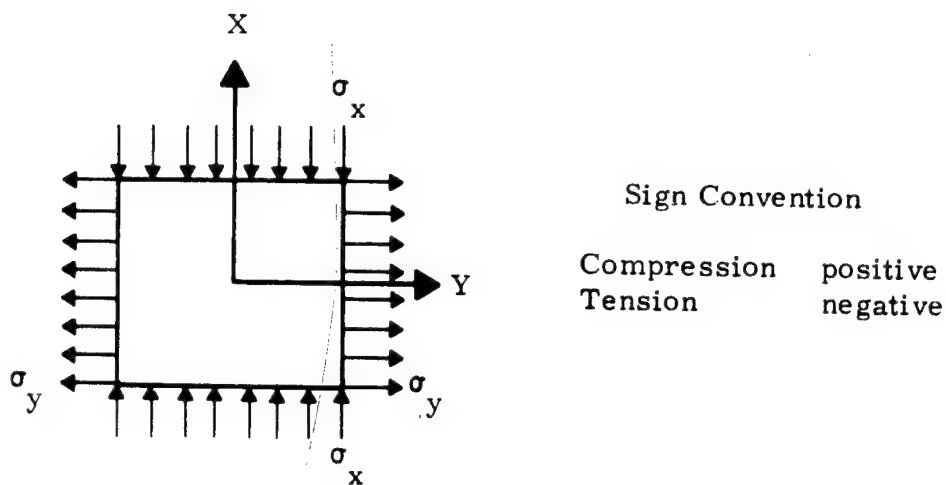 X
σx
Sign Convention
Compression positive
Y
Tension negative
σy
σy
σx